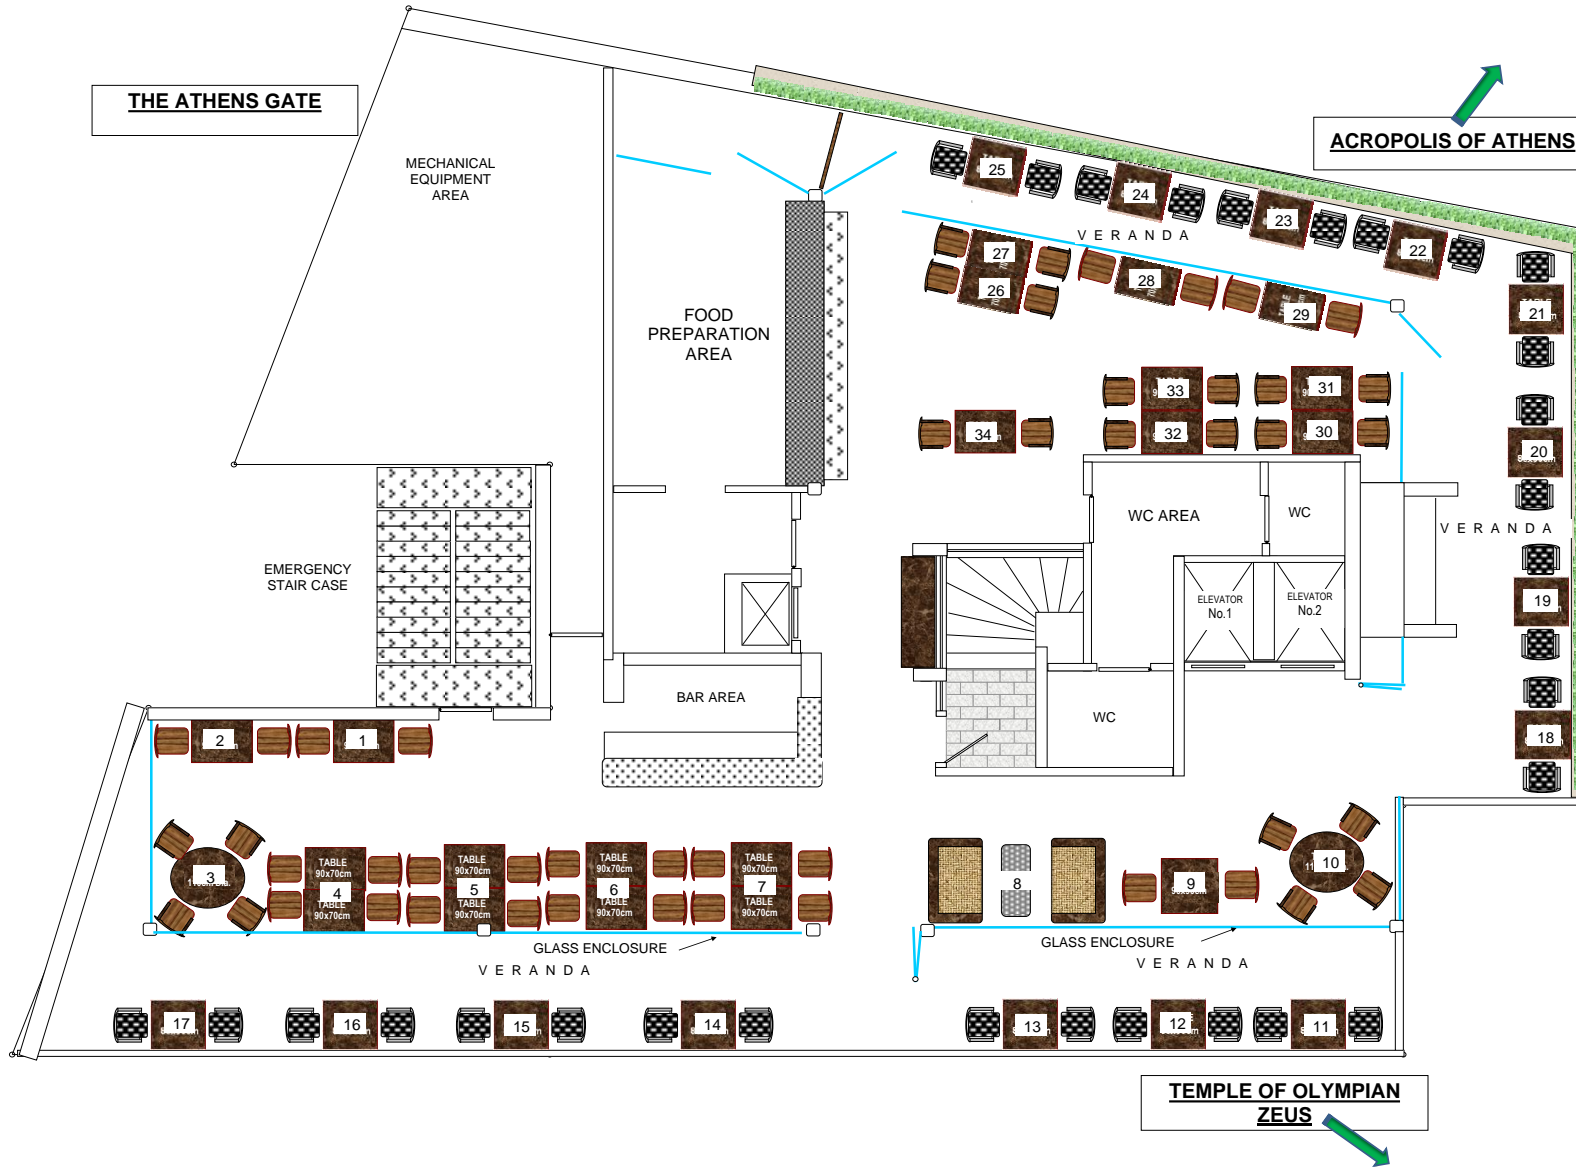 THE ATHENS GATE
ACROPOLIS OF ATHENS
MECHANICAL
EQUIPMENT
AREA
25
24
23
22
VERANDA
27
26
28
29
21
FOOD
PREPARATION
AREA
33
31
34
32
30
20
WC AREA
WC
VERANDA
EMERGENCY
STAIR CASE
ELEVATOR
No.1
ELEVATOR
No.2
19
BAR AREA
WC
2
1
18
3
TABLE
90x70cm
4
TABLE
90x70cm
TABLE
90x70cm
5
TABLE
90x70cm
TABLE
90x70cm
6
TABLE
90x70cm
TABLE
90x70cm
7
TABLE
90x70cm
8
9
10
GLASS ENCLOSURE
VERANDA
GLASS ENCLOSURE
VERANDA
17
16
15
14
13
12
11
TEMPLE OF OLYMPIAN
ZEUS